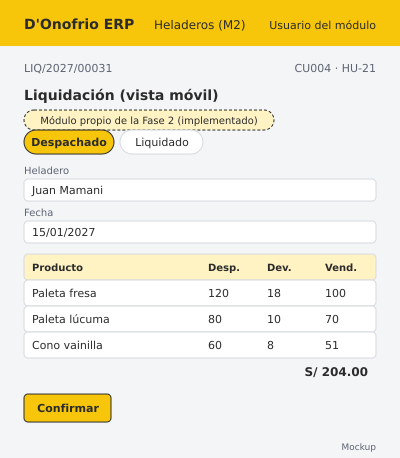 D'Onofrio ERP Heladeros (M2) Usuario del módulo
LIQ/2027/00031 CU004 · HU-21
Liquidación (vista móvil)
Módulo propio de la Fase 2 (implementado)
Despachado Liquidado
Heladero
Juan Mamani
Fecha
15/01/2027
Producto Desp. Dev. Vend.
Paleta fresa 120 18 100
Paleta lúcuma 80 10 70
Cono vainilla 60 8 51
S/ 204.00
Confirmar
Mockup